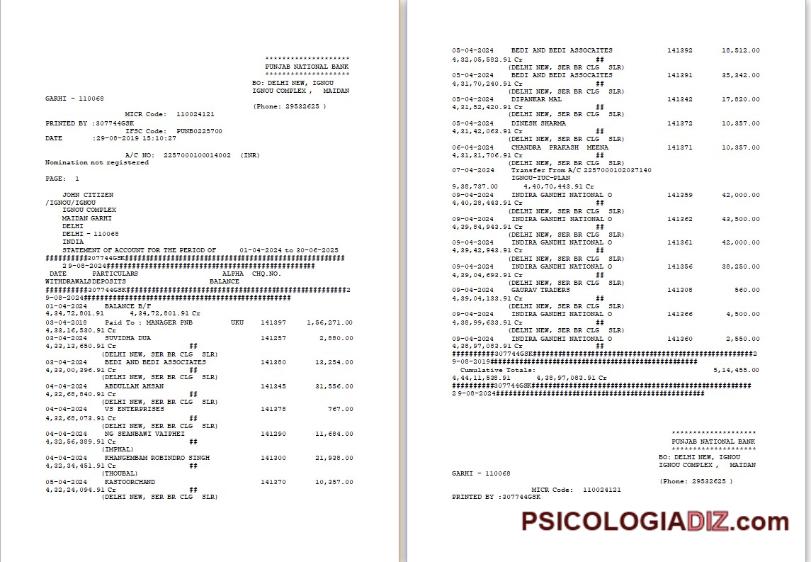 ********************
PUNJAB NATIONAL BANK
********************
BO: DELHI NEW, IGNOU
IGNOU COMPLEX , MAIDAN
GARHI - 110068
(Phone: 29532625 )
MICR Code: 110024121
PRINTED BY :307744GSK
IFSC Code: PUNB0225700
DATE :29-08-2019 15:10:27
A/C NO: 2257000100014002 (INR)
Nomination not registered
PAGE: 1
JOHN CITIZEN
/IGNOU/IGNOU
IGNOU COMPLEX
MAIDAN GARHI
DELHI
DELHI - 110068
INDIA
STATEMENT OF ACCOUNT FOR THE PERIOD OF 01-04-2024 to 30-06-2025
##########307744GSK####################################################
29-08-2024##################################################
DATE PARTICULARS ALPHA CHQ.NO.
WITHDRAWALS DEPOSITS BALANCE
##########307744GSK####################################################2
9-08-2024##################################################
01-04-2024 BALANCE B/F
4,34,72,801.91 4,34,72,801.91 Cr
03-04-2018 Paid To : MANAGER PNB UKU 141397 1,56,271.00
4,33,16,530.91 Cr
03-04-2024 SUVIDHA DUA 141257 2,880.00
4,33,13,650.91 Cr ##
(DELHI NEW, SER BR CLG SLR)
03-04-2024 BEDI AND BEDI ASSOCAITES 141380 13,254.00
4,33,00,396.91 Cr ##
(DELHI NEW, SER BR CLG SLR)
04-04-2024 ABDULLAH AHSAN 141345 31,556.00
4,32,68,840.91 Cr ##
(DELHI NEW, SER BR CLG SLR)
04-04-2024 VS ENTERPRISES 141378 767.00
4,32,68,073.91 Cr ##
(DELHI NEW, SER BR CLG SLR)
04-04-2024 NG SEANBAWI VAIPHEI 141290 11,684.00
4,32,56,389.91 Cr ##
(IMPHAL)
04-04-2024 KHANGEMBAM ROBINDRO SINGH 141300 21,938.00
4,32,34,451.91 Cr ##
(THOUBAL)
05-04-2024 KASTOORCHAND 141370 10,357.00
4,32,24,094.91 Cr ##
(DELHI NEW, SER BR CLG SLR)
05-04-2024 BEDI AND BEDI ASSOCAITES 141392 18,512.00
4,32,05,582.91 Cr ##
(DELHI NEW, SER BR CLG SLR)
05-04-2024 BEDI AND BEDI ASSOCAITES 141391 35,342.00
4,31,70,240.91 Cr ##
(DELHI NEW, SER BR CLG SLR)
05-04-2024 DIPANKAR MAL 141342 17,820.00
4,31,52,420.91 Cr ##
(DELHI NEW, SER BR CLG SLR)
05-04-2024 DINESH SHARMA 141372 10,357.00
4,31,42,063.91 Cr ##
(DELHI NEW, SER BR CLG SLR)
06-04-2024 CHANDRA PRAKASH MEENA 141371 10,357.00
4,31,31,706.91 Cr ##
(DELHI NEW, SER BR CLG SLR)
07-04-2024 Transfer From A/C 2257000102037140
IGNOU-IUC-PLAN
9,38,737.00 4,40,70,443.91 Cr
09-04-2024 INDIRA GANDHI NATIONAL O 141359 42,000.00
4,40,28,443.91 Cr ##
(DELHI NEW, SER BR CLG SLR)
09-04-2024 INDIRA GANDHI NATIONAL O 141362 43,500.00
4,39,84,943.91 Cr ##
(DELHI NEW, SER BR CLG SLR)
09-04-2024 INDIRA GANDHI NATIONAL O 141361 42,000.00
4,39,42,943.91 Cr ##
(DELHI NEW, SER BR CLG SLR)
09-04-2024 INDIRA GANDHI NATIONAL O 141356 38,250.00
4,39,04,693.91 Cr ##
(DELHI NEW, SER BR CLG SLR)
09-04-2024 GAURAV TRADERS 141308 560.00
4,39,04,133.91 Cr ##
(DELHI NEW, SER BR CLG SLR)
09-04-2024 INDIRA GANDHI NATIONAL O 141366 4,500.00
4,38,99,633.91 Cr ##
(DELHI NEW, SER BR CLG SLR)
09-04-2024 INDIRA GANDHI NATIONAL O 141360 2,550.00
4,38,97,083.91 Cr ##
##########307744GSK####################################################2
9-08-2019##################################################
Cumulative Totals: 5,14,455.00
4,44,11,538.91 4,38,97,083.91 Cr
##########307744GSK####################################################
29-08-2024##################################################
********************
PUNJAB NATIONAL BANK
********************
BO: DELHI NEW, IGNOU
IGNOU COMPLEX , MAIDAN
GARHI - 110068
(Phone: 29532625 )
MICR Code: 110024121
PRINTED BY :307744GSK
PSICOLOGIADIZ.com